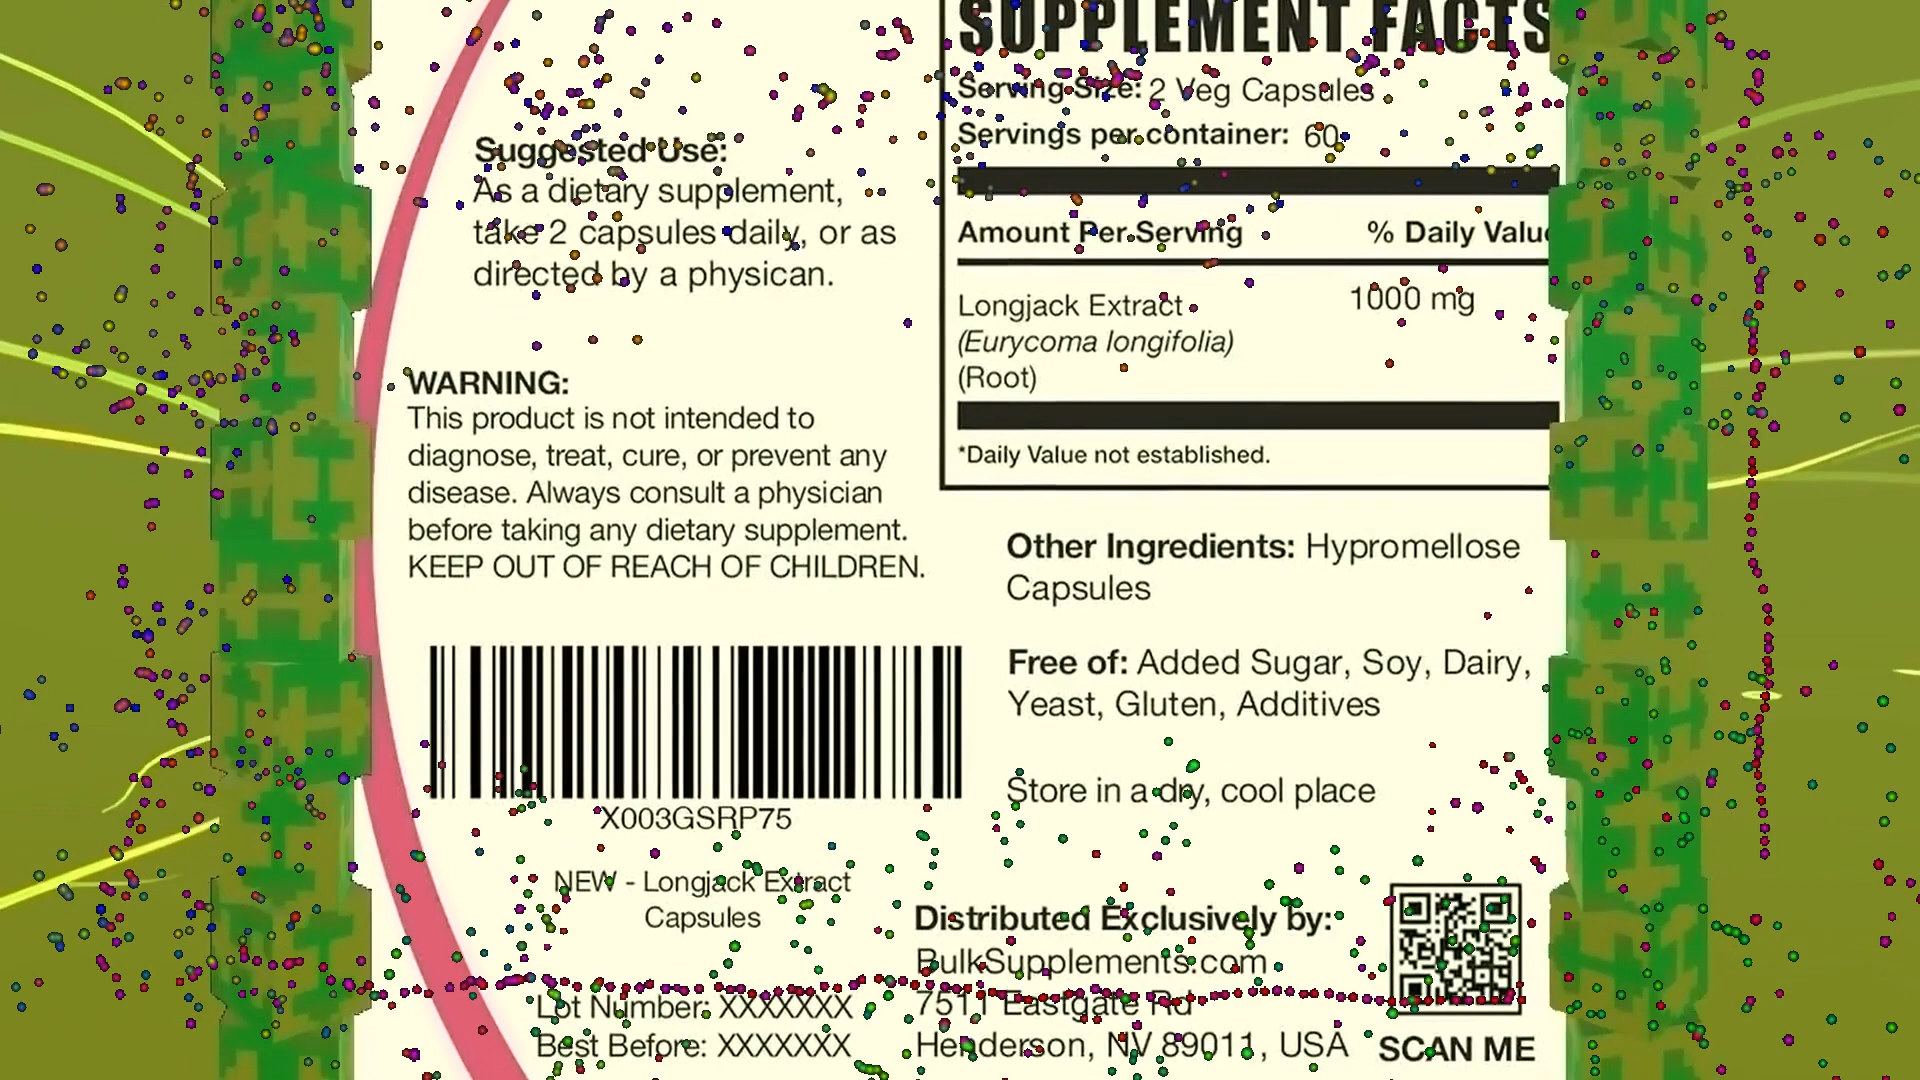 SUPPLEMENT FACTS
Serving Size: 2 Veg Capsules
Servings per container: 60
Amount Per Serving % Daily Value
Longjack Extract 1000 mg
(Eurycoma longifolia)
(Root)
*Daily Value not established.
Suggested Use:
As a dietary supplement,
take 2 capsules daily, or as
directed by a physican.
WARNING:
This product is not intended to
diagnose, treat, cure, or prevent any
disease. Always consult a physician
before taking any dietary supplement.
KEEP OUT OF REACH OF CHILDREN.
X003GSRP75
NEW - Longjack Extract
Capsules
Lot Number: XXXXXXX
Best Before: XXXXXXX
Other Ingredients: Hypromellose
Capsules
Free of: Added Sugar, Soy, Dairy,
Yeast, Gluten, Additives
Store in a dry, cool place
Distributed Exclusively by:
BulkSupplements.com
7511 Eastgate Rd
Henderson, NV 89011, USA
SCAN ME